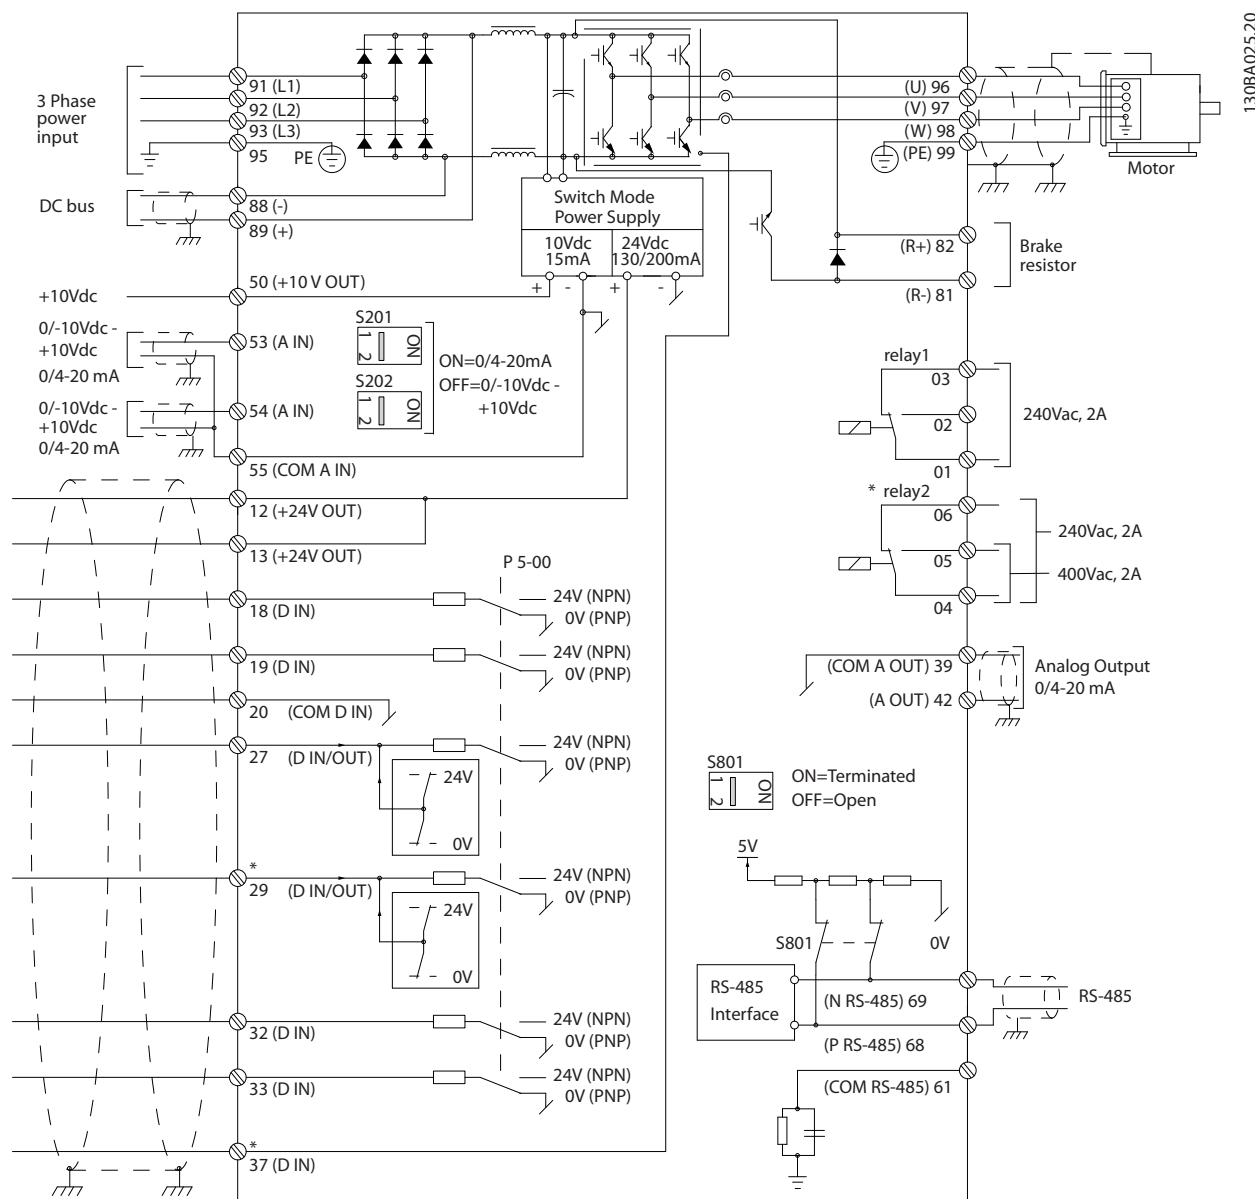 130BA025.20
3 Phase
power
input
91 (L1)
92 (L2)
93 (L3)
95
PE
(U) 96
(V) 97
(W) 98
(PE) 99
Motor
DC bus
88 (-)
89 (+)
Switch Mode
Power Supply
10Vdc
15mA
24Vdc
130/200mA
+ - + -
(R+) 82
(R-) 81
Brake
resistor
+10Vdc
50 (+10 V OUT)
0/-10Vdc -
+10Vdc
0/4-20 mA
53 (A IN)
0/-10Vdc -
+10Vdc
0/4-20 mA
54 (A IN)
55 (COM A IN)
S201
1 2 ON
S202
1 2 ON
ON=0/4-20mA
OFF=0/-10Vdc -
+10Vdc
12 (+24V OUT)
13 (+24V OUT)
P 5-00
18 (D IN)
24V (NPN)
0V (PNP)
19 (D IN)
24V (NPN)
0V (PNP)
20 (COM D IN)
27 (D IN/OUT)
24V (NPN)
0V (PNP)
24V
0V
*
29 (D IN/OUT)
24V (NPN)
0V (PNP)
24V
0V
32 (D IN)
24V (NPN)
0V (PNP)
33 (D IN)
24V (NPN)
0V (PNP)
*
37 (D IN)
relay1
03
02
01
240Vac, 2A
* relay2
06
05
04
240Vac, 2A
400Vac, 2A
(COM A OUT) 39
(A OUT) 42
Analog Output
0/4-20 mA
S801
1 2 ON
ON=Terminated
OFF=Open
5V
S801
0V
RS-485
Interface
(N RS-485) 69
(P RS-485) 68
RS-485
(COM RS-485) 61